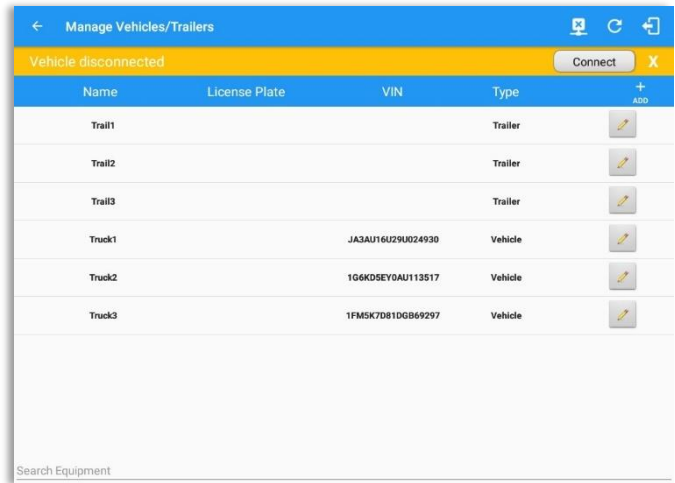 Manage Vehicles/Trailers
Vehicle disconnected Connect X
Name License Plate VIN Type + ADD
Trail1 Trailer
Trail2 Trailer
Trail3 Trailer
Truck1 JA3AU16U29U024930 Vehicle
Truck2 1G6KD5EY0AU113517 Vehicle
Truck3 1FM5K7D81DGB69297 Vehicle
Search Equipment